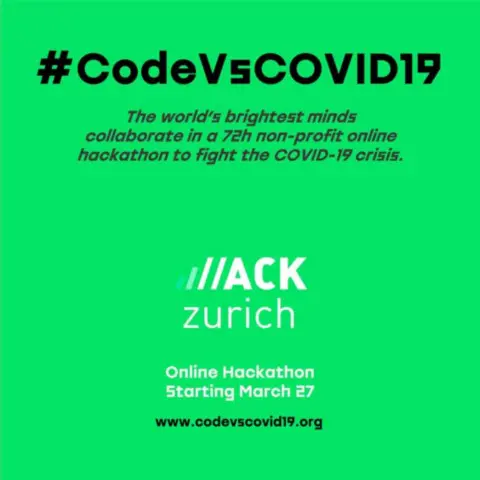 #CodeVsCOVID19
The world's brightest minds
collaborate in a 72h non-profit online
hackathon to fight the COVID-19 crisis.
HACK
zurich
Online Hackathon
Starting March 27
www.codevscovid19.org